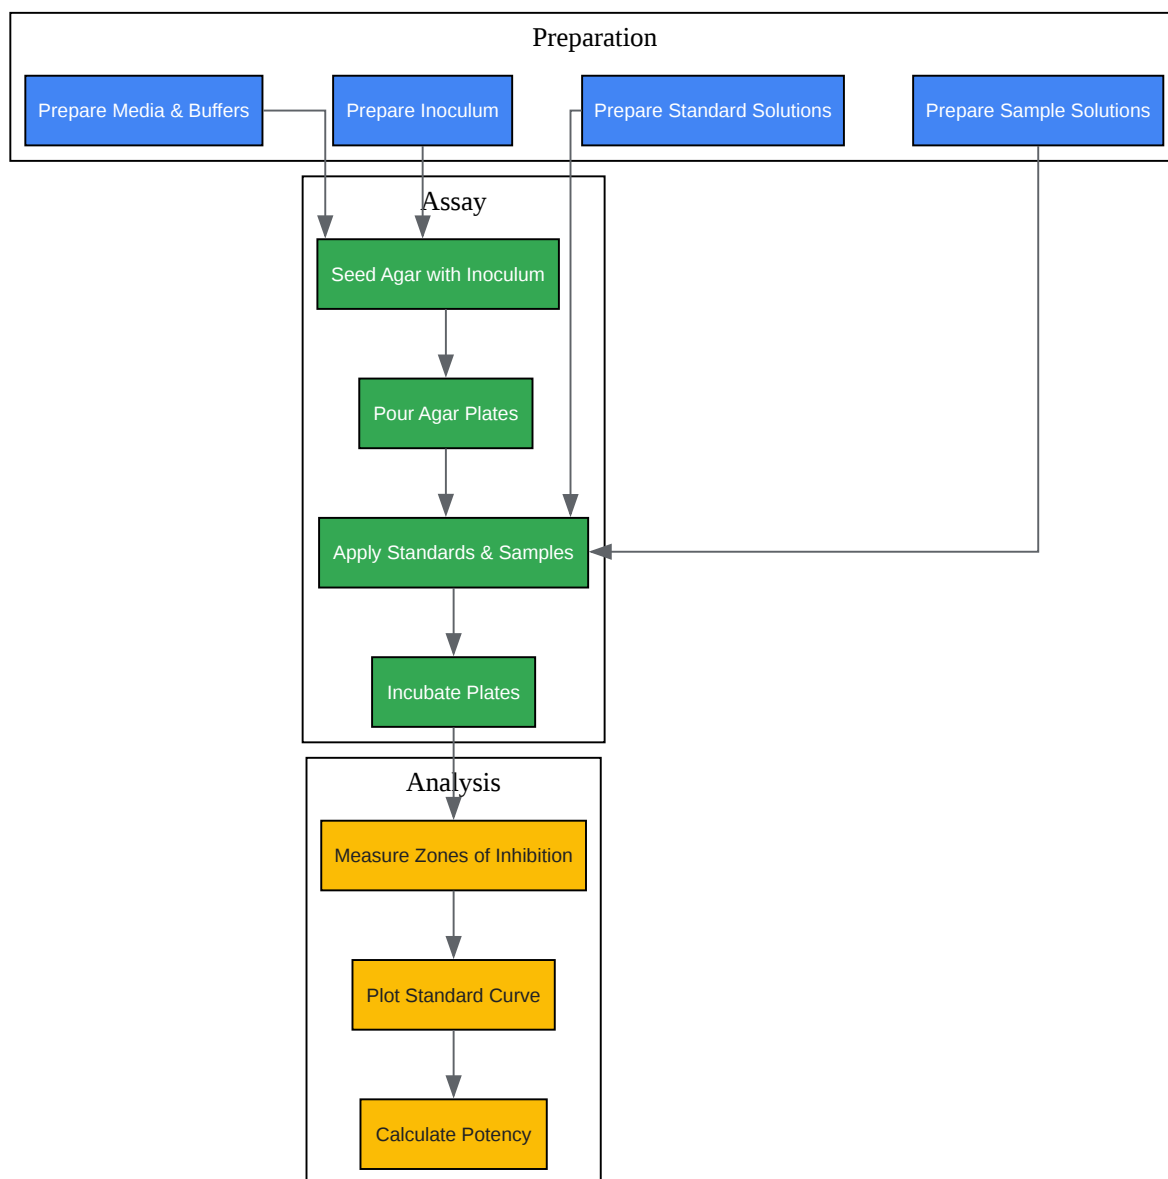 Preparation
Prepare Media & Buffers
Prepare Inoculum
Prepare Standard Solutions
Prepare Sample Solutions
Assay
Seed Agar with Inoculum
Pour Agar Plates
Apply Standards & Samples
Incubate Plates
Analysis
Measure Zones of Inhibition
Plot Standard Curve
Calculate Potency